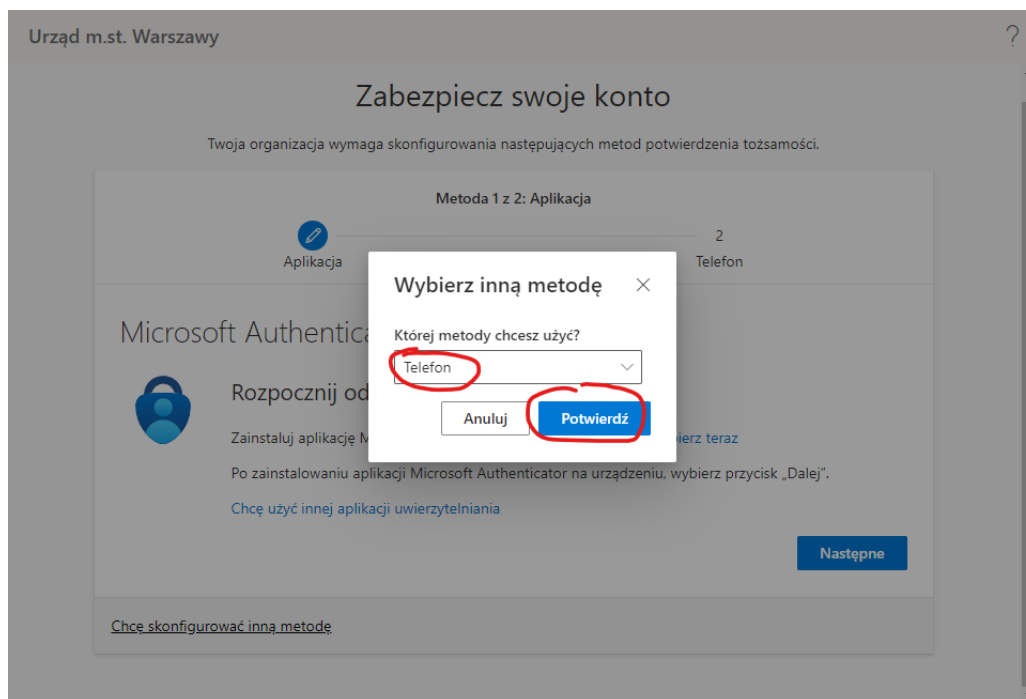 Urząd m.st. Warszawy
?
Zabezpiecz swoje konto
Twoja organizacja wymaga skonfigurowania następujących metod potwierdzenia tożsamości.
Metoda 1 z 2: Aplikacja
2
Aplikacja
Telefon
Wybierz inną metodę
Której metody chcesz użyć?
Telefon
Anuluj
Potwierdź
Microsoft Authentic
Rozpocznij od
Zainstaluj aplikację
ierz teraz
Po zainstalowaniu aplikacji Microsoft Authenticator na urządzeniu, wybierz przycisk „Dalej”.
Chcę użyć innej aplikacji uwierzytelniania
Następne
Chcę skonfigurować inną metodę